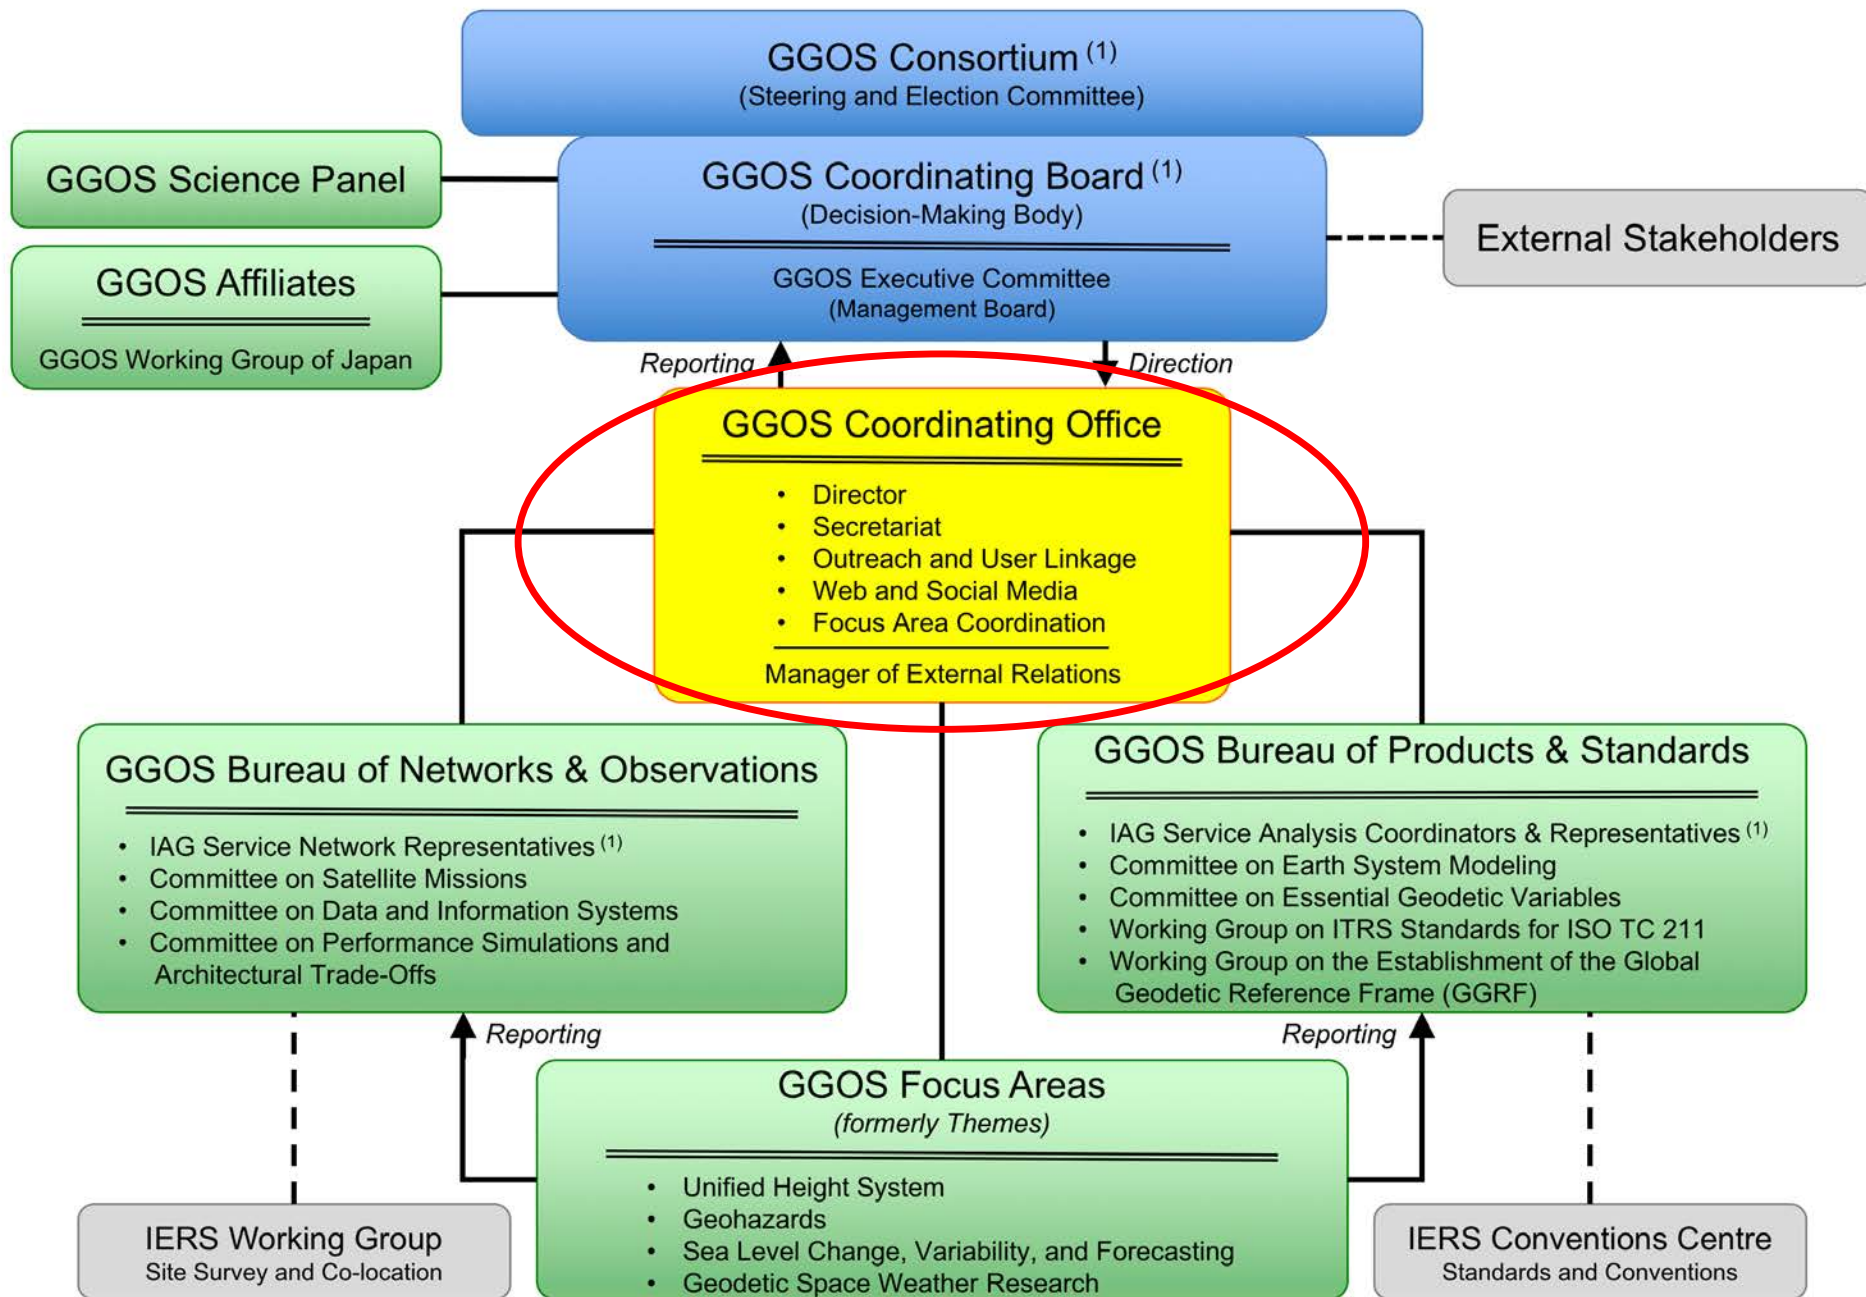 GGOS Consortium (1)
(Steering and Election Committee)
GGOS Science Panel
GGOS Coordinating Board (1)
(Decision-Making Body)
GGOS Executive Committee
(Management Board)
External Stakeholders
GGOS Affiliates
GGOS Working Group of Japan
Reporting
Direction
GGOS Coordinating Office
• Director
• Secretariat
• Outreach and User Linkage
• Web and Social Media
• Focus Area Coordination
Manager of External Relations
GGOS Bureau of Networks & Observations
• IAG Service Network Representatives (1)
• Committee on Satellite Missions
• Committee on Data and Information Systems
• Committee on Performance Simulations and
Architectural Trade-Offs
GGOS Bureau of Products & Standards
• IAG Service Analysis Coordinators & Representatives (1)
• Committee on Earth System Modeling
• Committee on Essential Geodetic Variables
• Working Group on ITRS Standards for ISO TC 211
• Working Group on the Establishment of the Global
Geodetic Reference Frame (GGRF)
Reporting
Reporting
GGOS Focus Areas
(formerly Themes)
• Unified Height System
• Geohazards
• Sea Level Change, Variability, and Forecasting
• Geodetic Space Weather Research
IERS Working Group
Site Survey and Co-location
IERS Conventions Centre
Standards and Conventions